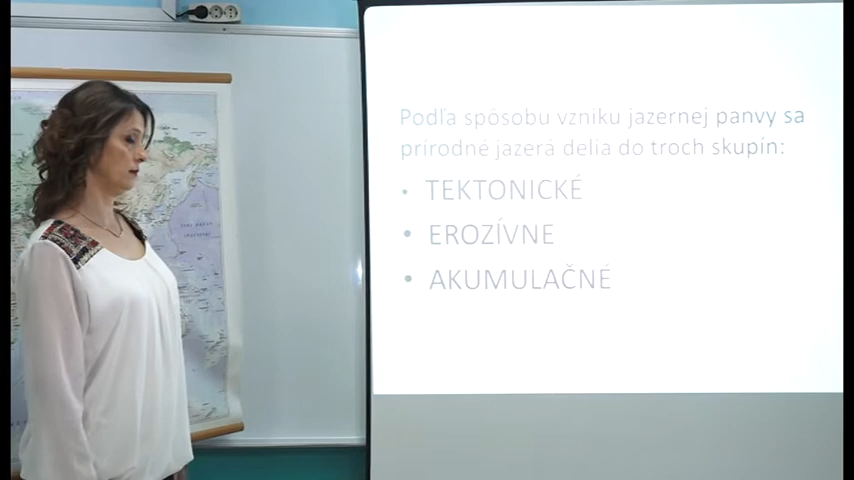 Podľa spôsobu vzniku jazernej panvy sa
prírodné jazerá delia do troch skupín:
• TEKTONICKÉ
• EROZÍVNE
• AKUMULAČNÉ